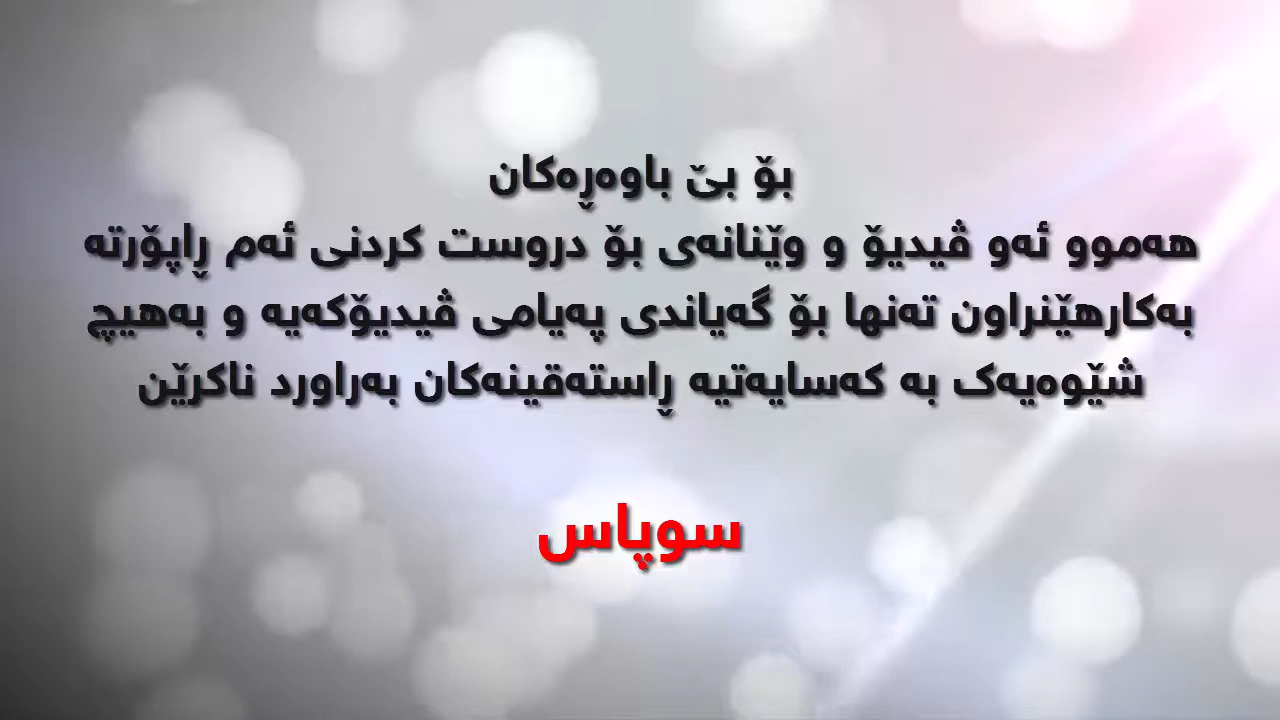 بۆ بێ باوەڕەکان
هەموو ئەو ڤیدیۆ و وێنانەی بۆ دروست کردنی ئەم ڕاپۆرتە
بەکارهێنراون تەنها بۆ گەیاندی پەیامی ڤیدیۆکەیە و بەهیچ
شێوەیەک بە کەسایەتیە ڕاستەقینەکان بەراورد ناکرێن
سوپاس